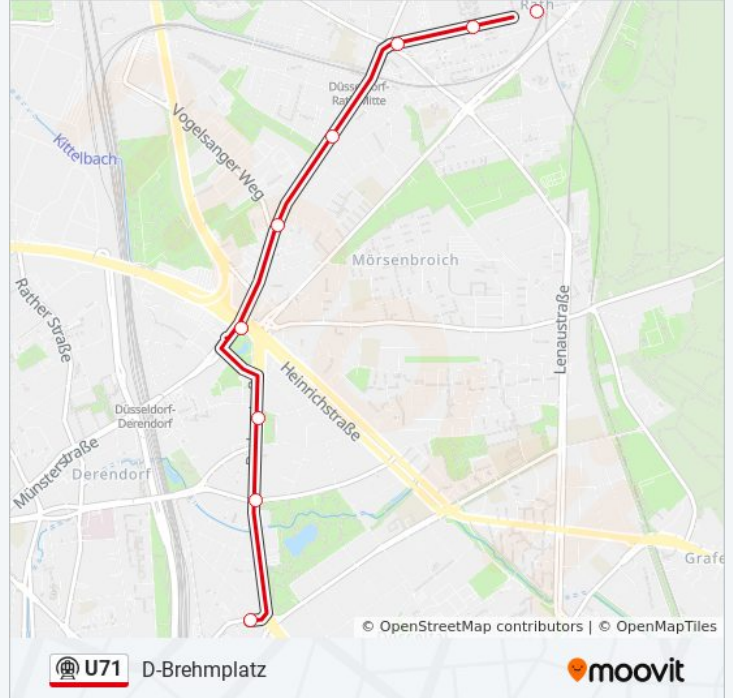 Rath
Düsseldorf-
Rath Mitte
Vogelsanger Weg
Kittelbach
Mörsenbroich
Rather Straße
Lenaustraße
Heinrichstraße
Düsseldorf-
Derendorf
Münsterstraße
Derendorf
Grafe
© OpenStreetMap contributors | © OpenMapTiles
U71 D-Brehmplatz
moovit